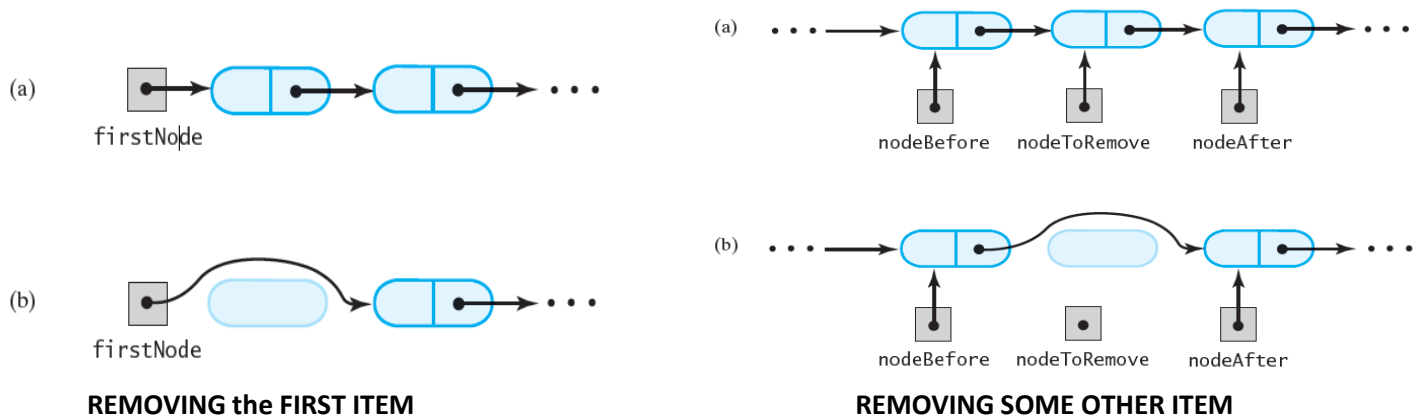 (a)
firstNode
(b)
firstNode
REMOVING the FIRST ITEM
(a)
nodeBefore nodeToRemove nodeAfter
(b)
nodeBefore nodeToRemove nodeAfter
REMOVING SOME OTHER ITEM